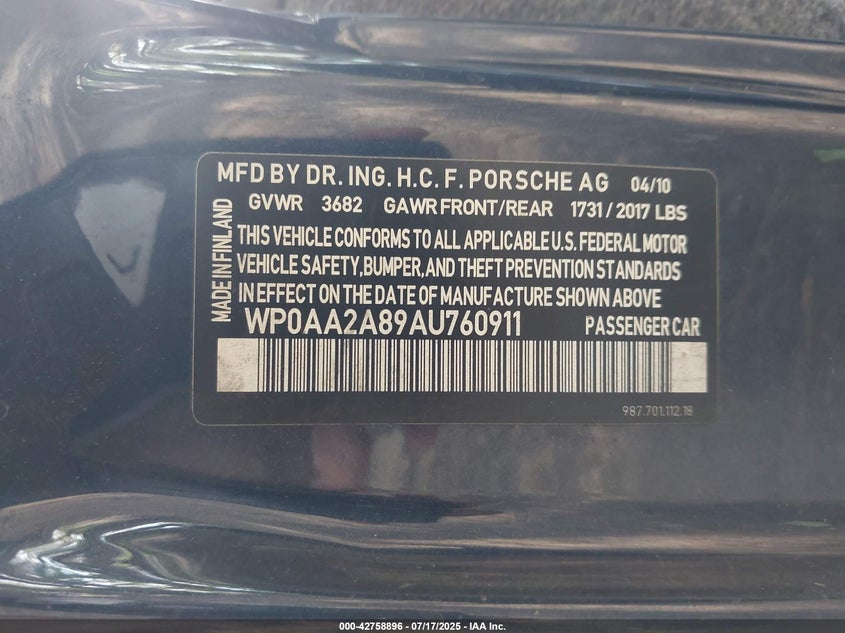 MFD BY DR. ING. H.C. F. PORSCHE AG 04/10
GVWR 3682 GAWR FRONT/REAR 1731 / 2017 LBS
MADE IN FINLAND
THIS VEHICLE CONFORMS TO ALL APPLICABLE U.S. FEDERAL MOTOR
VEHICLE SAFETY, BUMPER, AND THEFT PREVENTION STANDARDS
IN EFFECT ON THE DATE OF MANUFACTURE SHOWN ABOVE
WP0AA2A89AU760911 PASSENGER CAR
987.701.112.18
000-42758896 - 07/17/2025 - IAA Inc.